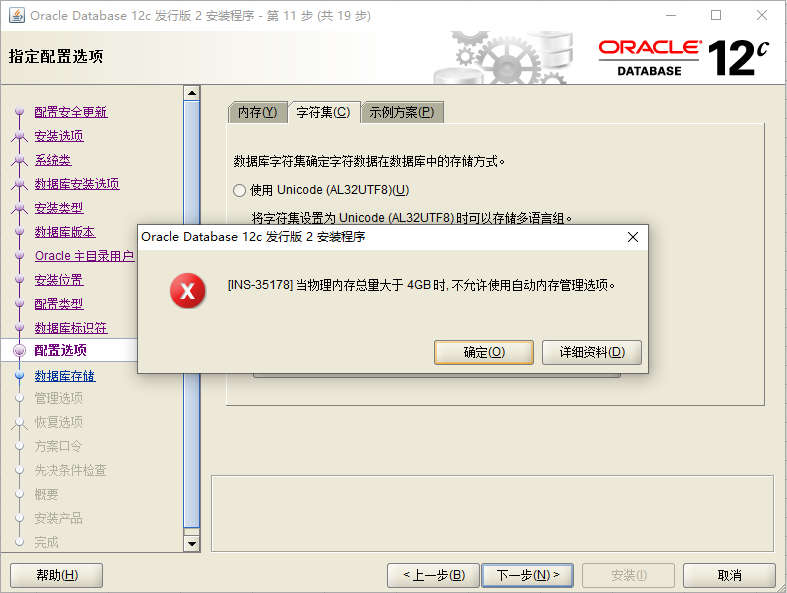 Oracle Database 12c 发行版 2 安装程序 - 第 11 步 (共 19 步)
指定配置选项
ORACLE®
DATABASE
12c
配置安全更新
安装选项
系统类
数据库安装选项
安装类型
数据库版本
Oracle 主目录用户
安装位置
配置类型
数据库标识符
配置选项
数据库存储
管理选项
恢复选项
方案口令
先决条件检查
概要
安装产品
完成
内存(Y) 字符集(C) 示例方案(P)
数据库字符集确定字符数据在数据库中的存储方式。
使用 Unicode (AL32UTF8)(U)
将字符集设置为 Unicode (AL32UTF8) 时可以存储多语言组。
Oracle Database 12c 发行版 2 安装程序
[INS-35178] 当物理内存总量大于 4GB 时, 不允许使用自动内存管理选项。
确定(O) 详细资料(D)
帮助(H) < 上一步(B) 下一步(N) > 安装(I) 取消